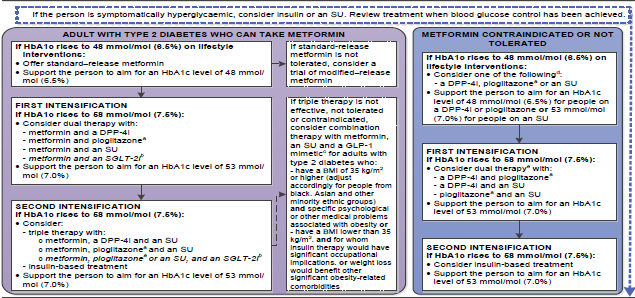 If the person is symptomatically hyperglycaemic, consider insulin or an SU. Review treatment when blood glucose control has been achieved.
ADULT WITH TYPE 2 DIABETES WHO CAN TAKE METFORMIN
If HbA1c rises to 48 mmol/mol (6.5%) on lifestyle
interventions:
• Offer standard–release metformin
• Support the person to aim for an HbA1c level of 48 mmol/mol
(6.5%)
If standard-
release metformin
is not
tolerated, consider a
trial of modified–release
metformin
FIRST INTENSIFICATION
If HbA1c rises to 58 mmol/mol (7.5%):
• Consider dual therapy with:
- metformin and a DPP-4i
- metformin and pioglitazoneᵃ
- metformin and an SU
- metformin and an SGLT-2iᵇ
• Support the person to aim for an HbA1c level of 53 mmol/
mol (7.0%)
SECOND INTENSIFICATION
If HbA1c rises to 58 mmol/mol (7.5%):
• Consider:
- triple therapy with:
o metformin, a DPP-4i and an SU
o metformin, pioglitazoneᵃ and an SU
o metformin, pioglitazoneᵃ or an SU, and an SGLT-2iᵇ
- insulin-based treatment
• Support the person to aim for an HbA1c level of 53 mmol/
mol (7.0%)
If triple therapy is not
effective, not tolerated
or contraindicated,
consider combination
therapy with metformin,
an SU and a GLP-1
mimeticᶜ for adults with
type 2 diabetes who:
- have a BMI of 35 kg/m²
or higher (adjust
accordingly for people from
black, Asian and other
minority ethnic groups)
and specific psychological
or other medical problems
associated with obesity or
- have a BMI lower than 35
kg/m², and for whom
insulin therapy would have
significant occupational
implications, or weight loss
would benefit other
significant obesity-related
comorbidities
METFORMIN CONTRAINDICATED OR NOT
TOLERATED
If HbA1c rises to 48 mmol/mol (6.5%) on
lifestyle interventions:
• Consider one of the followingᵈ:
- a DPP-4i, pioglitazoneᵃ or an SU
• Support the person to aim for an HbA1c
level of 48 mmol/mol (6.5%) for people on
a DPP-4i or pioglitazone or 53 mmol/mol
(7.0%) for people on an SU
FIRST INTENSIFICATION
If HbA1c rises to 58 mmol/mol (7.5%):
• Consider dual therapyᵉ with:
- a DPP-4i and pioglitazoneᵃ
- a DPP-4i and an SU
- pioglitazoneᵃ and an SU
• Support the person to aim for an HbA1c
level of 53 mmol/mol (7.0%)
SECOND INTENSIFICATION
If HbA1c rises to 58 mmol/mol (7.5%):
• Consider insulin-based treatment
• Support the person to aim for an HbA1c
level of 53 mmol/mol (7.0%)